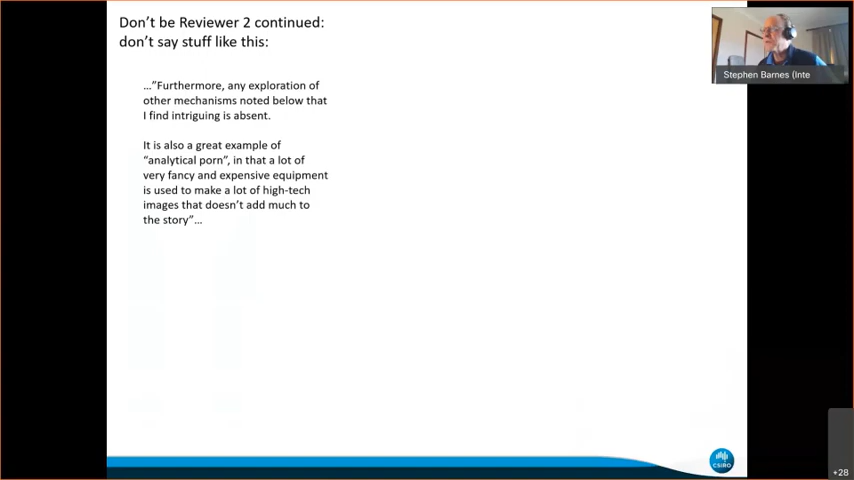 Don't be Reviewer 2 continued:
don't say stuff like this:
…"Furthermore, any exploration of
other mechanisms noted below that
I find intriguing is absent.
It is also a great example of
"analytical porn", in that a lot of
very fancy and expensive equipment
is used to make a lot of high-tech
images that doesn't add much to
the story"…
Stephen Barnes (Inte
CSIRO
+28